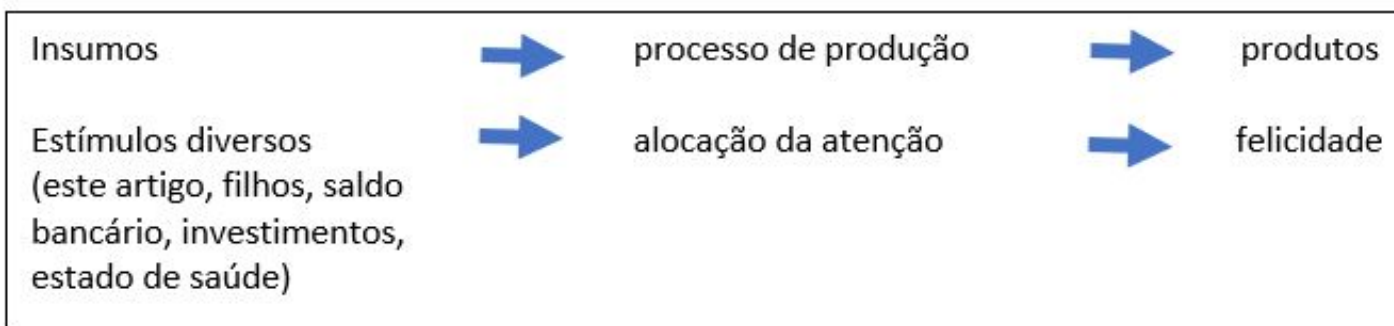 Insumos processo de produção produtos
Estímulos diversos alocação da atenção felicidade
(este artigo, filhos, saldo
bancário, investimentos,
estado de saúde)